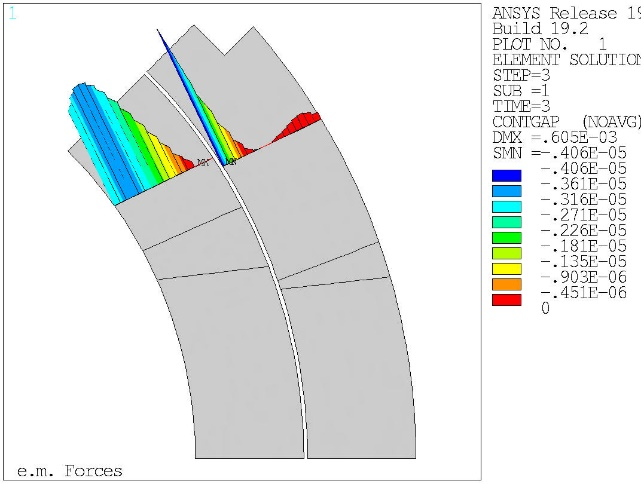 1
ANSYS Release 19
Build 19.2
PLOT NO. 1
ELEMENT SOLUTION
STEP=3
SUB =1
TIME=3
CONTGAP (NOAVG)
DMX =.605E-03
SMN =-.406E-05
-.406E-05
-.361E-05
-.316E-05
-.271E-05
-.226E-05
-.181E-05
-.135E-05
-.903E-06
-.451E-06
0
MX
MN
e.m. Forces